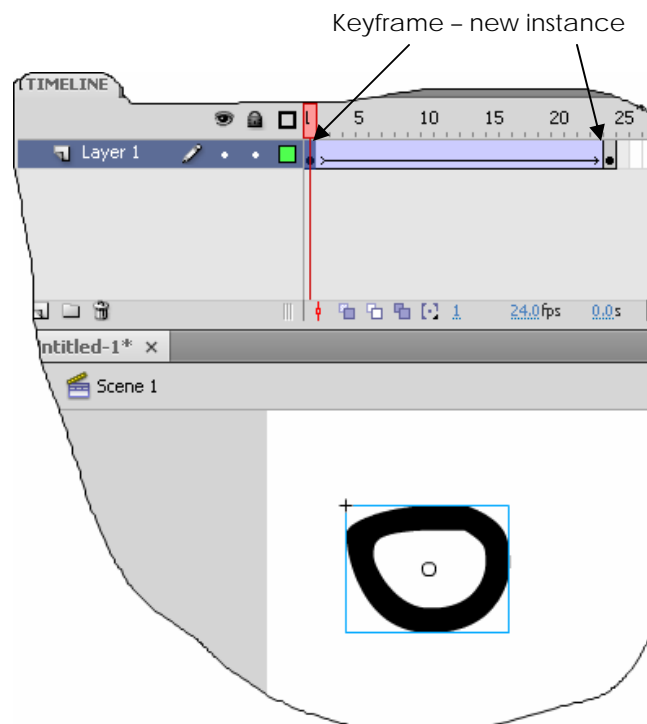 Keyframe – new instance
TIMELINE
5 10 15 20 25
Layer 1
1 24.0fps 0.0s
ntitled-1* ×
Scene 1